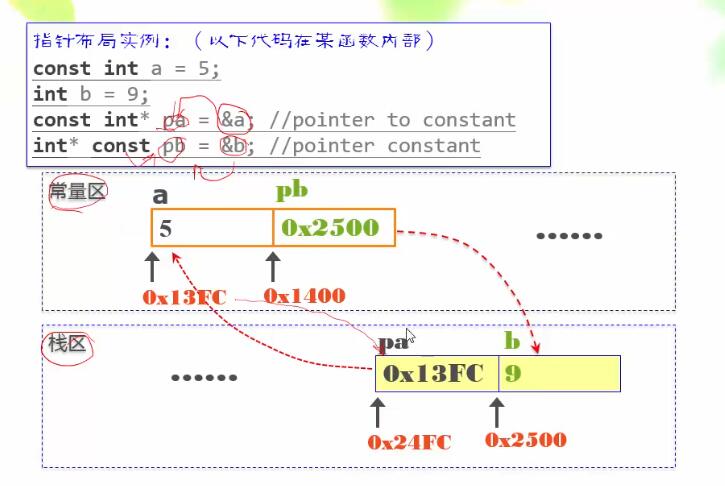 指针布局实例：（以下代码在某函数内部）
const int a = 5;
int b = 9;
const int* pa = &a; //pointer to constant
int* const pb = &b; //pointer constant
常量区
a pb
5 0x2500
......
0x13FC 0x1400
栈区
pa b
......
0x13FC 9
0x24FC 0x2500